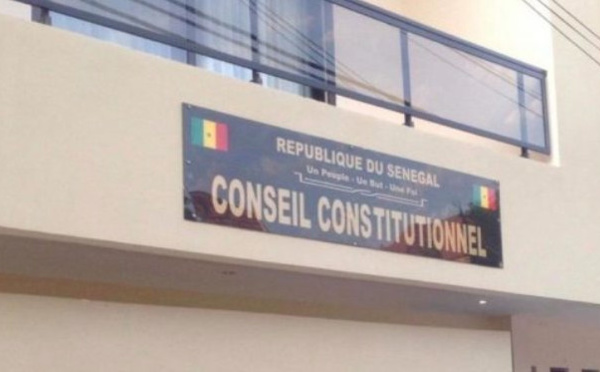 REPUBLIQUE DU SENEGAL
Un Peuple - Un But - Une Foi
CONSEIL CONSTITUTIONNEL